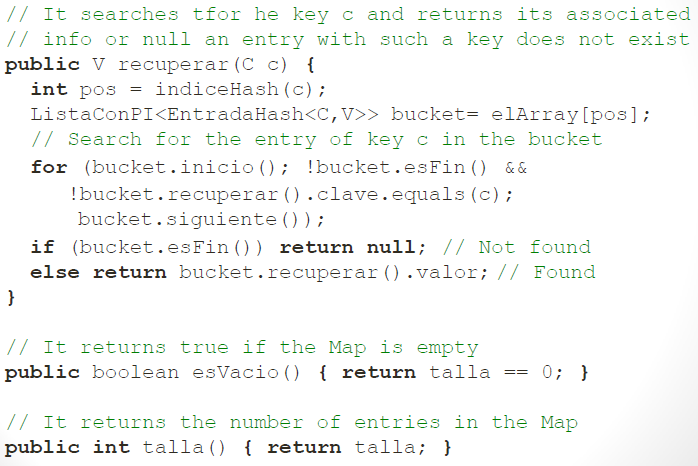 // It searches tfor he key c and returns its associated
// info or null an entry with such a key does not exist
public V recuperar(C c) {
  int pos = indiceHash(c);
  ListaConPI<EntradaHash<C,V>> bucket= elArray[pos];
  // Search for the entry of key c in the bucket
  for (bucket.inicio(); !bucket.esFin() &&
     !bucket.recuperar().clave.equals(c);
      bucket.siguiente());
  if (bucket.esFin()) return null; // Not found
  else return bucket.recuperar().valor; // Found
}

// It returns true if the Map is empty
public boolean esVacio() { return talla == 0; }

// It returns the number of entries in the Map
public int talla() { return talla; }